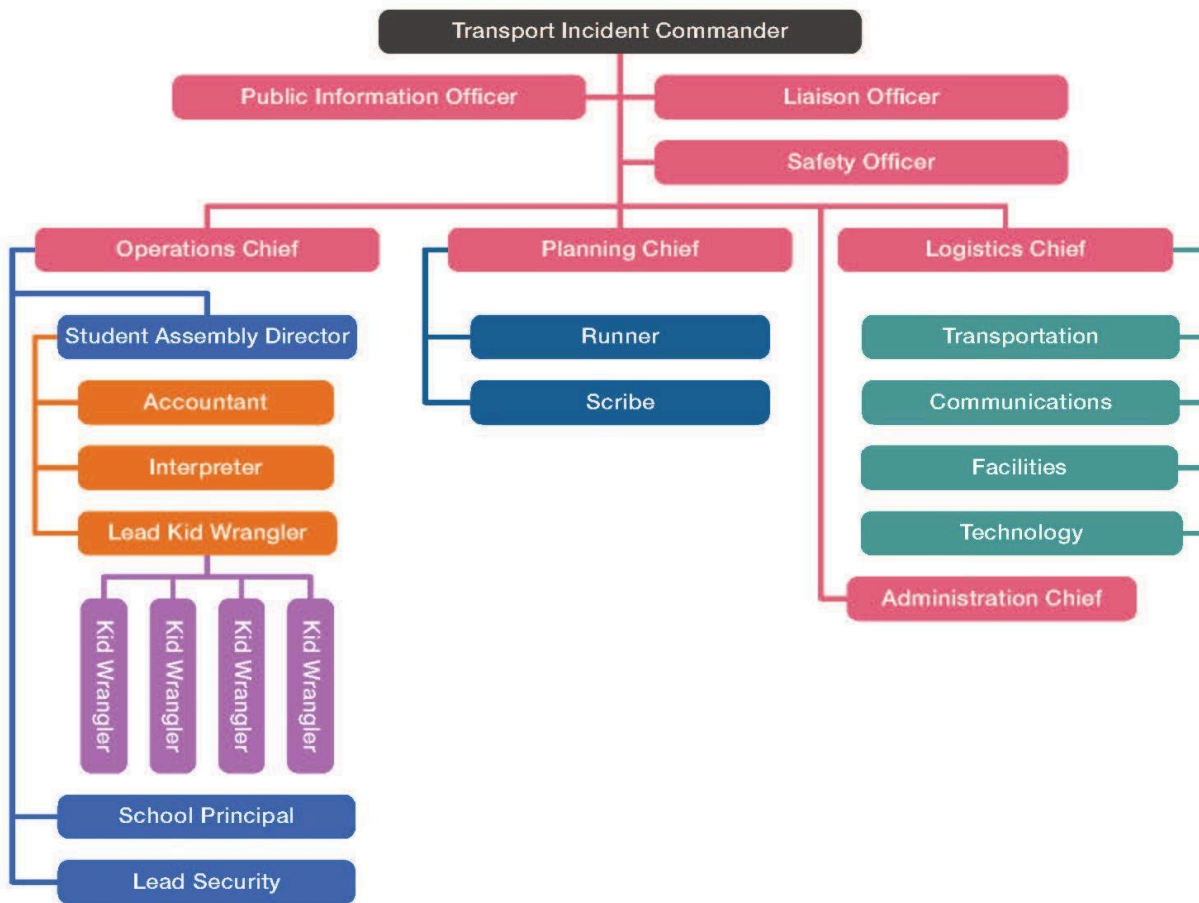 Transport Incident Commander
Public Information Officer
Liaison Officer
Safety Officer
Operations Chief
Planning Chief
Logistics Chief
Student Assembly Director
Runner
Transportation
Accountant
Scribe
Communications
Interpreter
Facilities
Lead Kid Wrangler
Technology
Administration Chief
Kid Wrangler
Kid Wrangler
Kid Wrangler
Kid Wrangler
School Principal
Lead Security